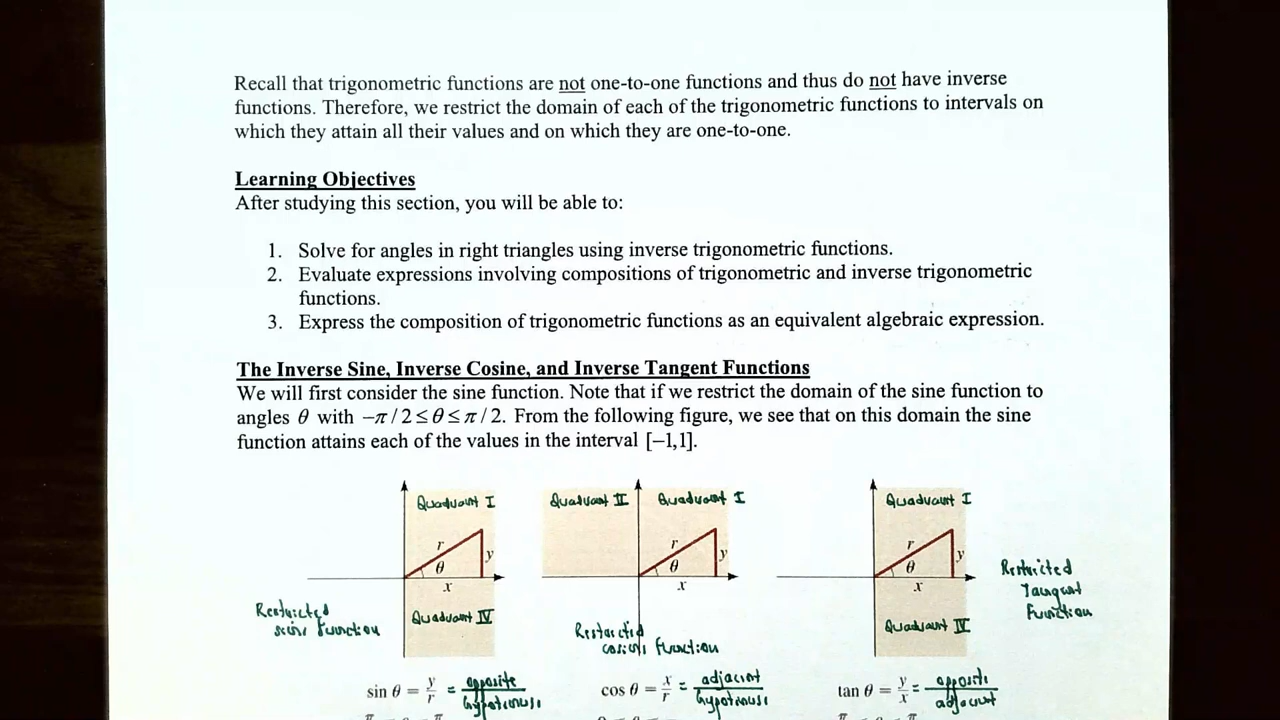 Recall that trigonometric functions are not one-to-one functions and thus do not have inverse
functions. Therefore, we restrict the domain of each of the trigonometric functions to intervals on
which they attain all their values and on which they are one-to-one.
Learning Objectives
After studying this section, you will be able to:
1. Solve for angles in right triangles using inverse trigonometric functions.
2. Evaluate expressions involving compositions of trigonometric and inverse trigonometric
functions.
3. Express the composition of trigonometric functions as an equivalent algebraic expression.
The Inverse Sine, Inverse Cosine, and Inverse Tangent Functions
We will first consider the sine function. Note that if we restrict the domain of the sine function to
angles θ with −π/2≤θ≤π/2. From the following figure, we see that on this domain the sine
function attains each of the values in the interval [−1,1].
Quadrant I
r
y
θ
x
Quadrant IV
Restricted
sine function
Quadrant II Quadrant I
r
y
θ
x
Restricted
cosine function
Quadrant I
r
y
θ
x
Quadrant IV
Restricted
Tangent
Function
sin θ = y/r = opposite/hypotenuse
cos θ = x/r = adjacent/hypotenuse
tan θ = y/x = opposite/adjacent